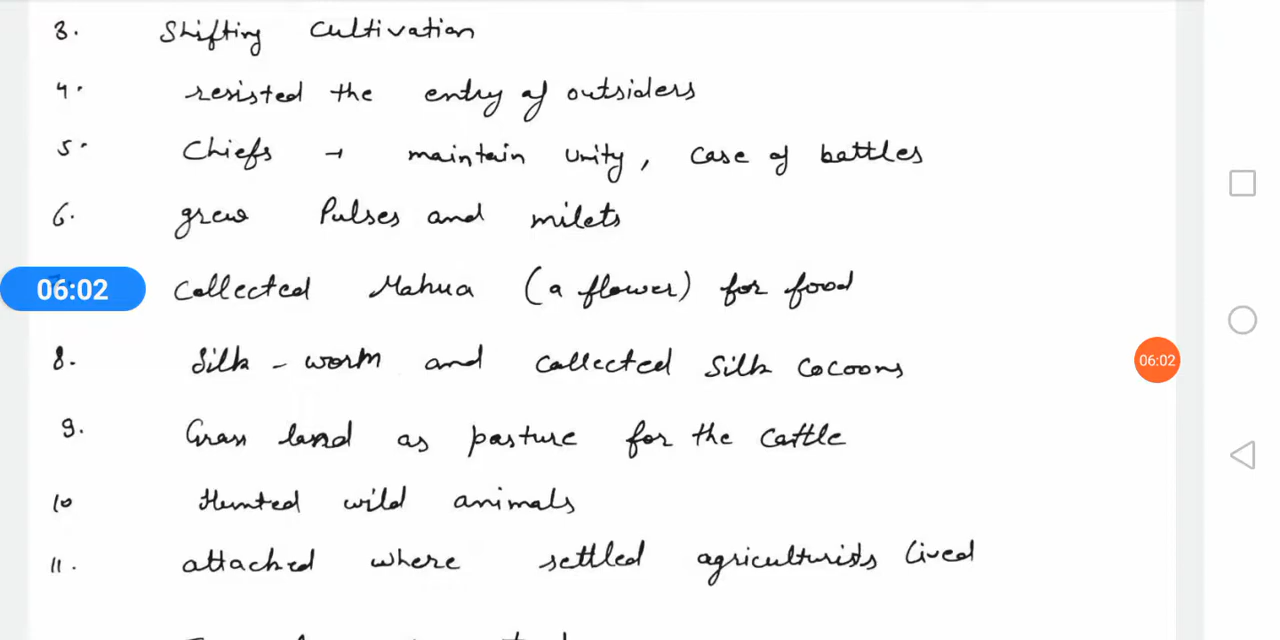 3. Shifting Cultivation
4. resisted the entry of outsiders
5. Chiefs → maintain unity, case of battles
6. grew Pulses and milets
06:02 Collected Mahua (a flower) for food
8. Silk - worm and collected Silk Cocoons
06:02
9. Grass land as pasture for the Cattle
10 Hunted wild animals
11. attached where settled agriculturists lived